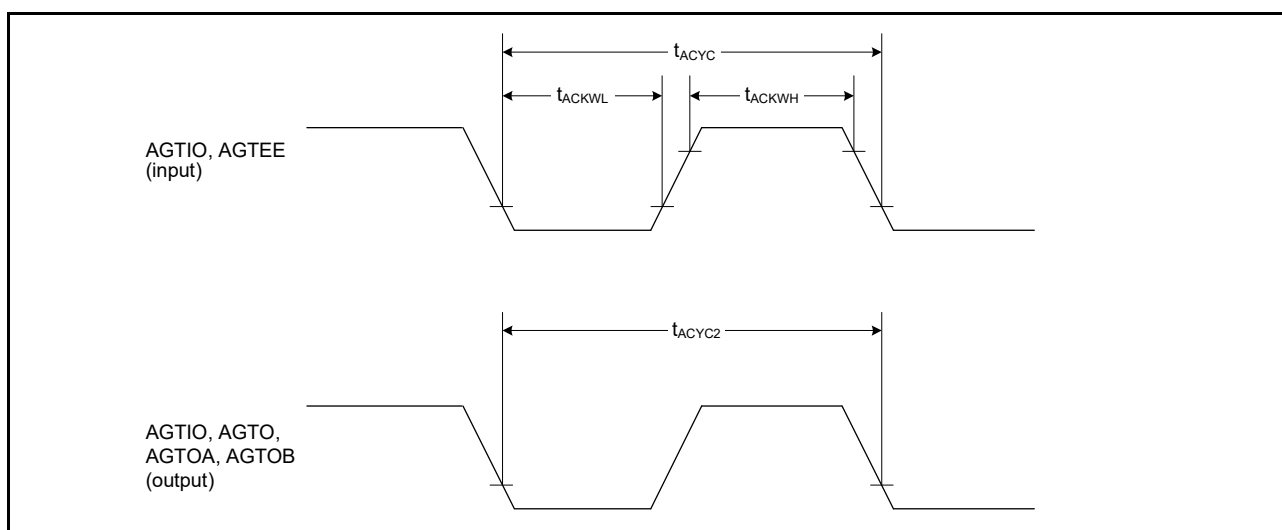 tACYC
tACKWL
tACKWH
AGTIO, AGTEE
(input)
tACYC2
AGTIO, AGTO,
AGTOA, AGTOB
(output)